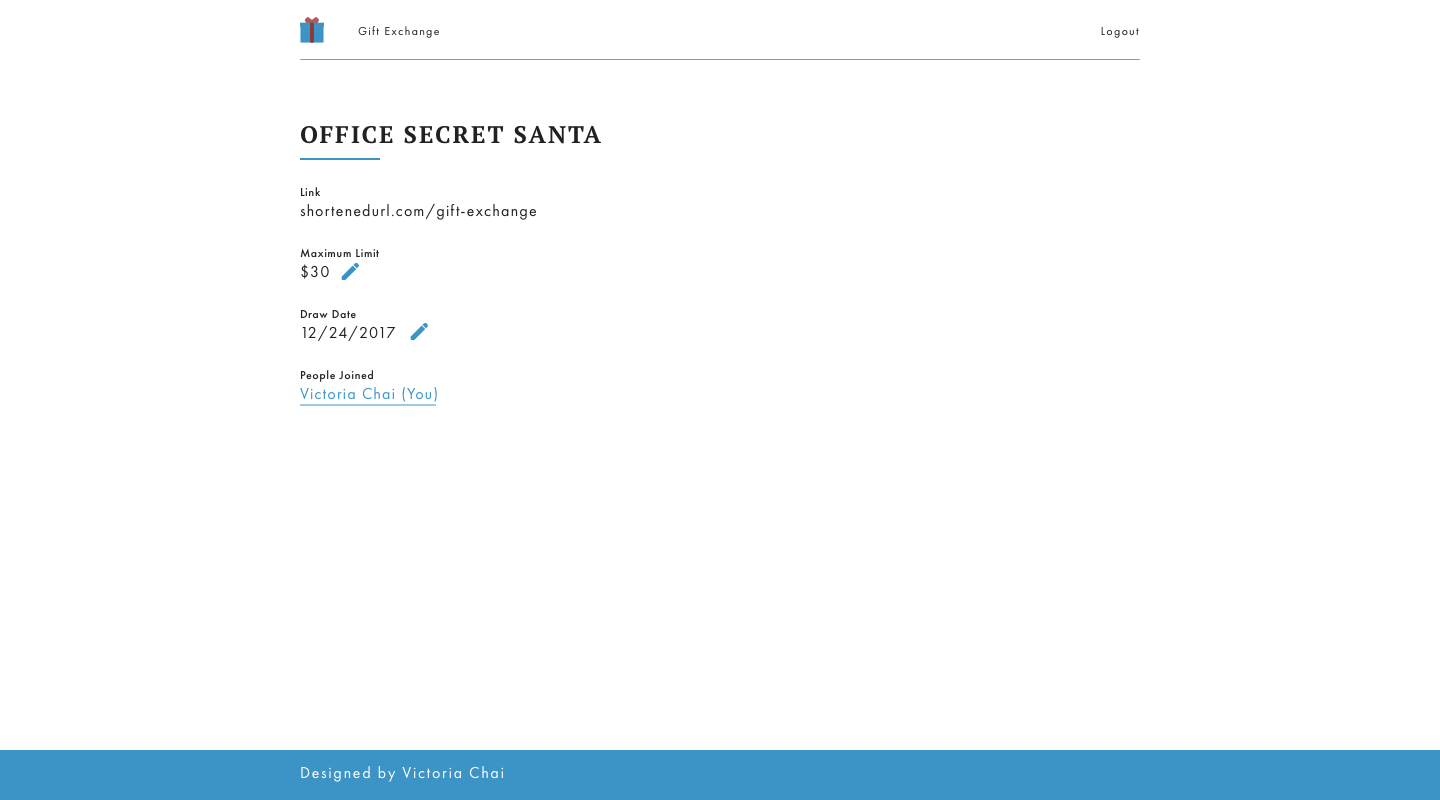 Gift Exchange
Logout
OFFICE SECRET SANTA
Link
shortenedurl.com/gift-exchange
Maximum Limit
$30
Draw Date
12/24/2017
People Joined
Victoria Chai (You)
Designed by Victoria Chai